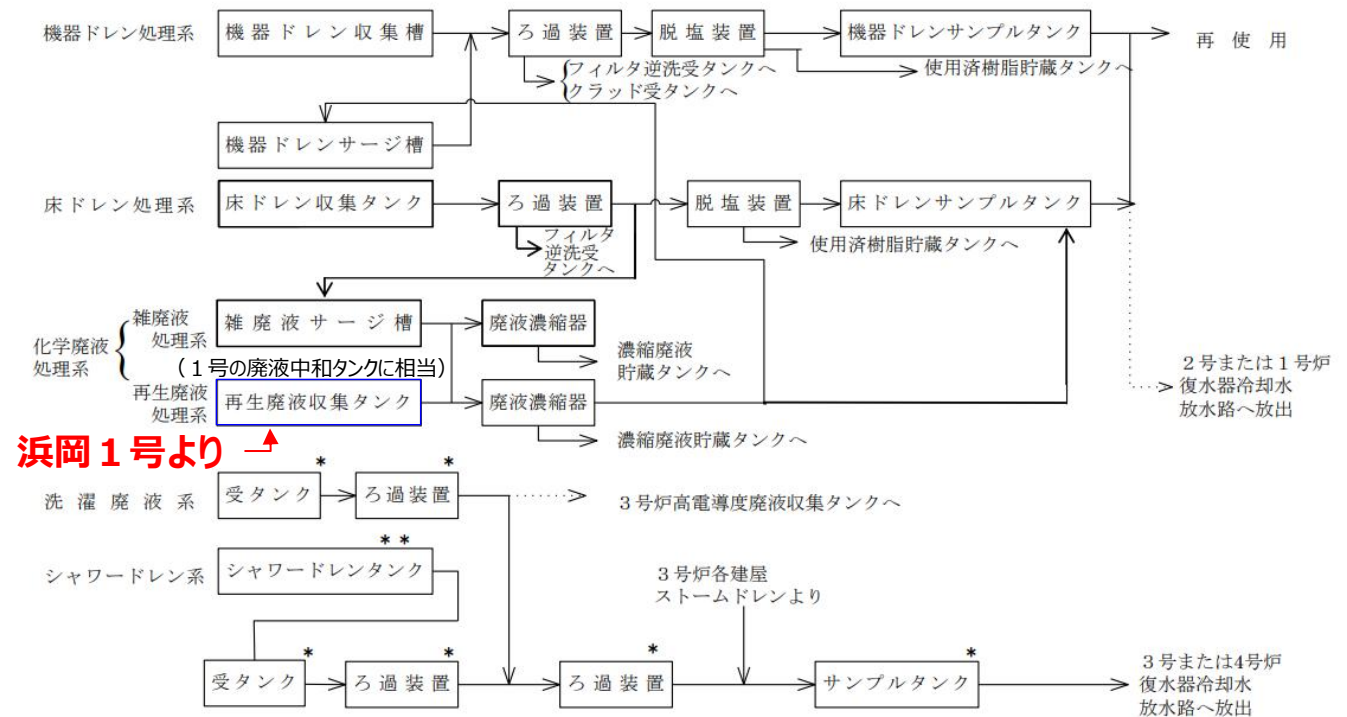 機器ドレン処理系
機器ドレン収集槽
ろ過装置
脱塩装置
機器ドレンサンプルタンク
再使用
フィルタ逆洗受タンクへ
クラッド受タンクへ
使用済樹脂貯蔵タンクへ
機器ドレンサージ槽
床ドレン処理系
床ドレン収集タンク
ろ過装置
脱塩装置
床ドレンサンプルタンク
フィルタ
逆洗受
タンクへ
使用済樹脂貯蔵タンクへ
化学廃液
処理系
雑廃液
処理系
雑廃液サージ槽
廃液濃縮器
濃縮廃液
貯蔵タンクへ
(1号の廃液中和タンクに相当)
再生廃液
処理系
再生廃液収集タンク
廃液濃縮器
濃縮廃液貯蔵タンクへ
2号または1号炉
復水器冷却水
放水路へ放出
浜岡1号より
洗濯廃液系
受タンク
*
ろ過装置
*
3号炉高電導度廃液収集タンクへ
シャワードレン系
シャワードレンタンク
**
3号炉各建屋
ストームドレンより
受タンク
*
ろ過装置
*
ろ過装置
*
サンプルタンク
*
3号または4号炉
復水器冷却水
放水路へ放出